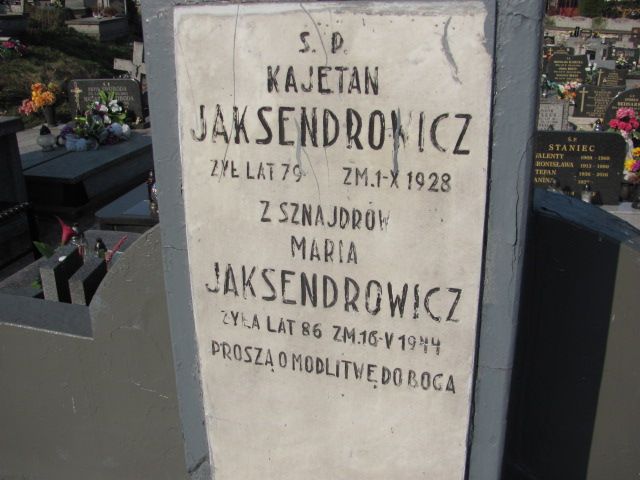 S. P.
KAJETAN
JAKSENDROWICZ
ŻYŁ LAT 79 ZM. 1-X 1928
Z SZNAJDRÓW
MARIA
JAKSENDROWICZ
ŻYŁA LAT 86 ZM. 16-V 1944
PROSZĄ O MODLITWĘ DO BOGA
S.P.
STANIEC